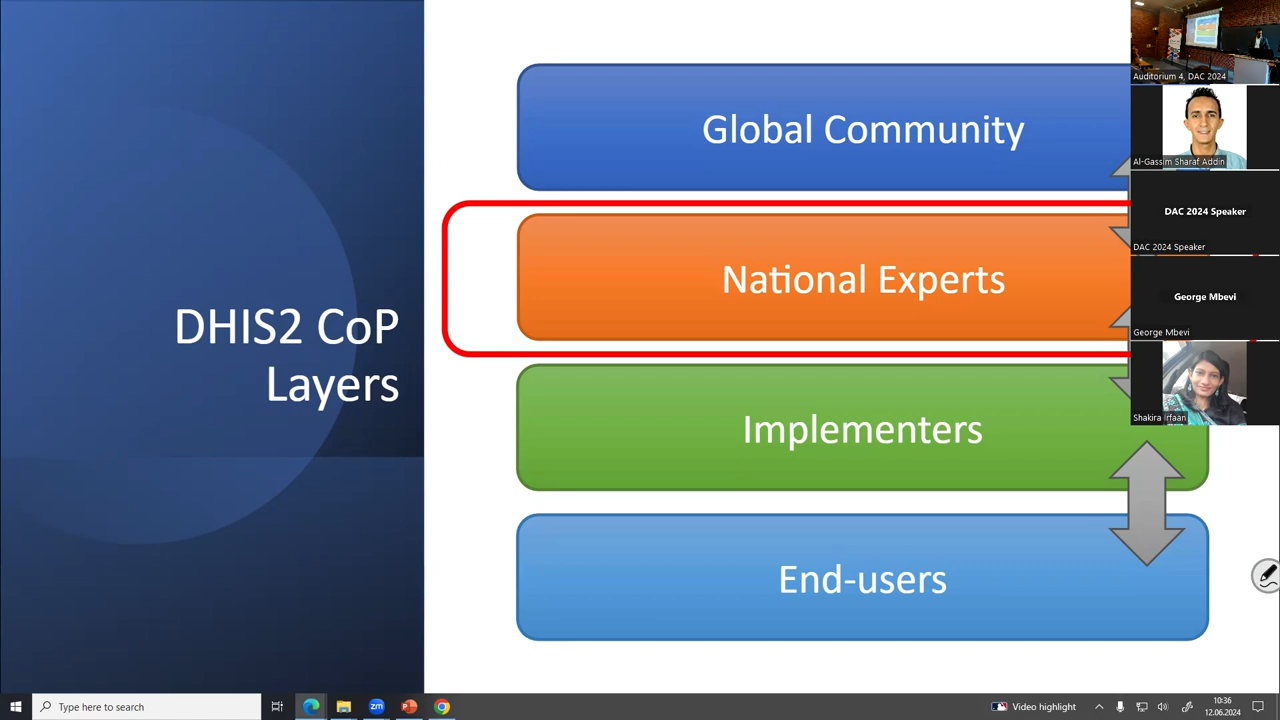 DHIS2 CoP
Layers
Global Community
National Experts
Implementers
End-users
Auditorium 4, DAC 2024
Al-Gassim Sharaf Addin
DAC 2024 Speaker
DAC 2024 Speaker
George Mbevi
George Mbevi
Shakira Irfaan
Type here to search
zm
Video highlight
10:36
12.06.2024